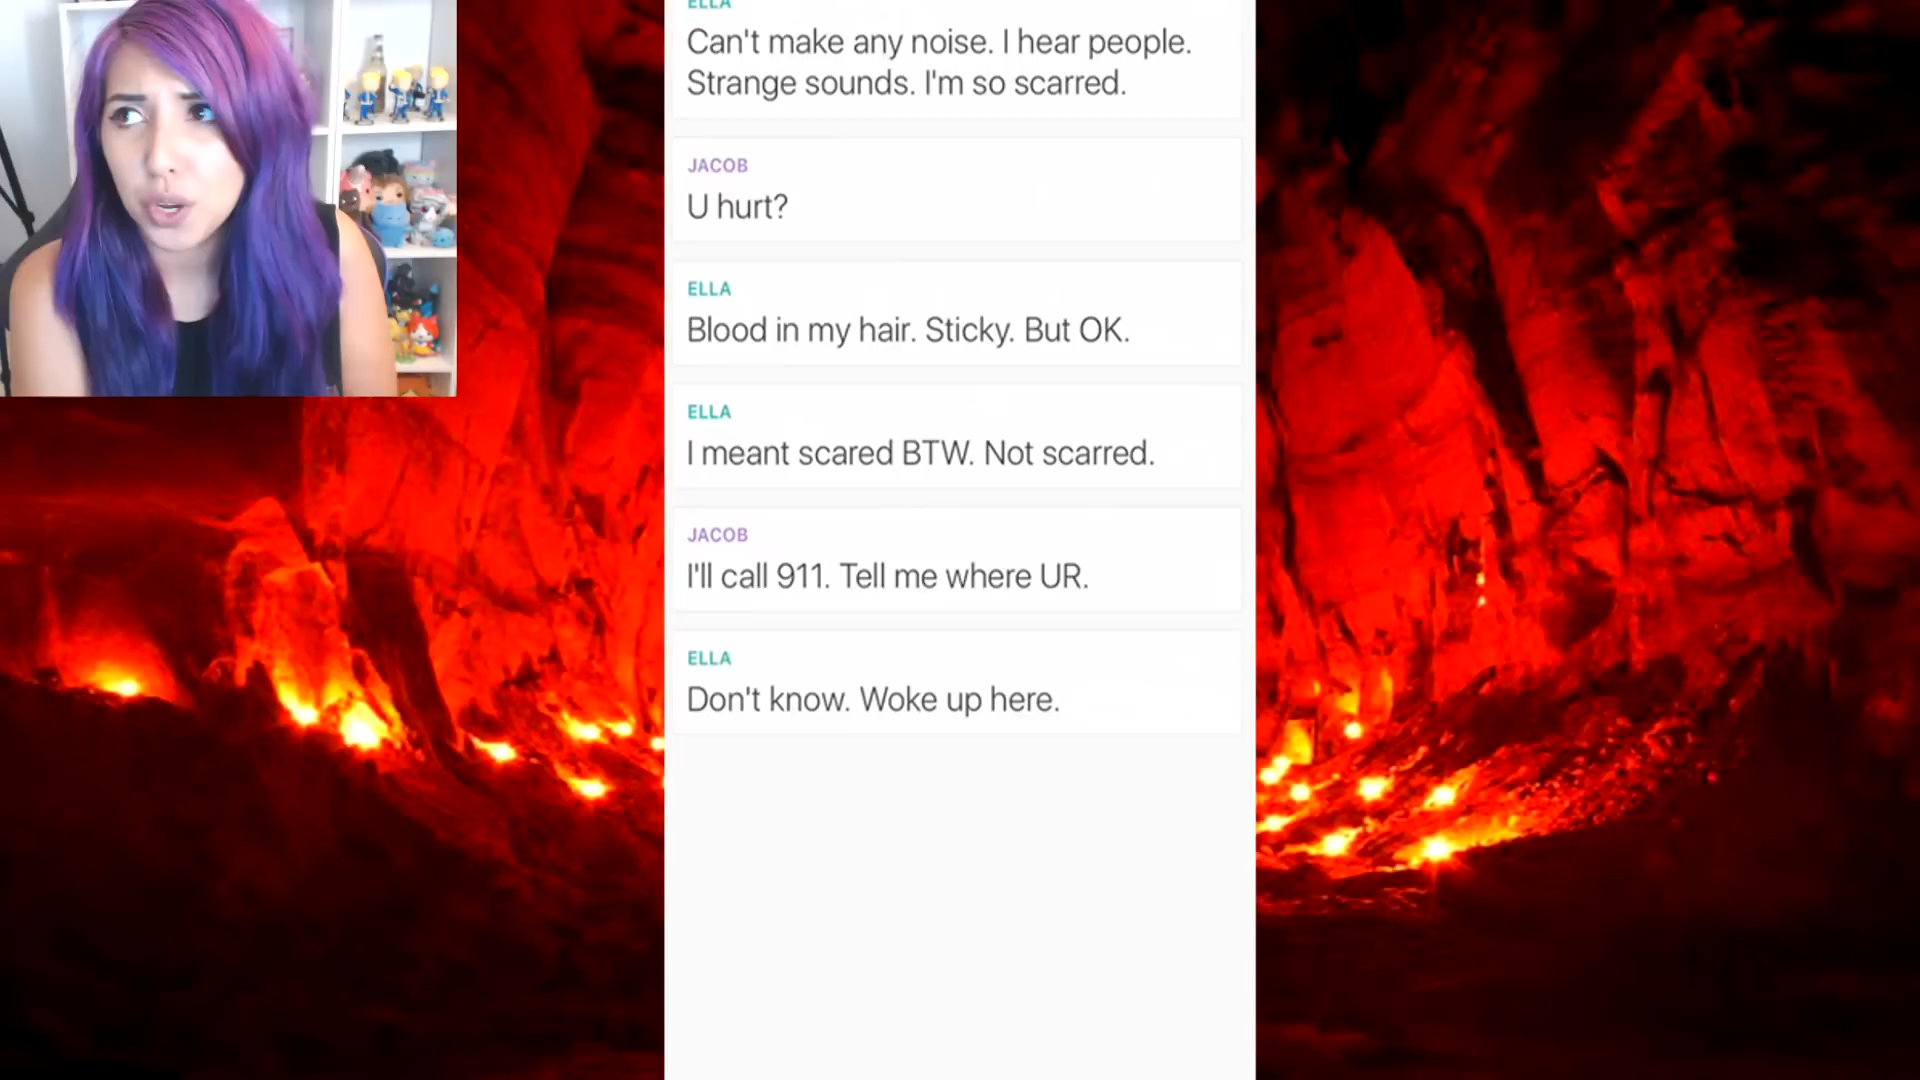 ELLA
Can't make any noise. I hear people.
Strange sounds. I'm so scarred.
JACOB
U hurt?
ELLA
Blood in my hair. Sticky. But OK.
ELLA
I meant scared BTW. Not scarred.
JACOB
I'll call 911. Tell me where UR.
ELLA
Don't know. Woke up here.